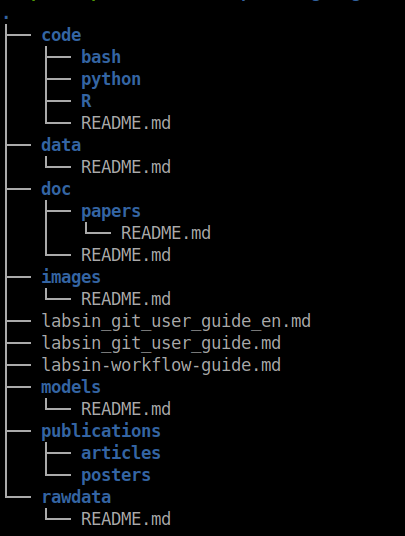 .
├── code
│   ├── bash
│   ├── python
│   ├── R
│   └── README.md
├── data
│   └── README.md
├── doc
│   ├── papers
│   │   └── README.md
│   └── README.md
├── images
│   └── README.md
├── labsin_git_user_guide_en.md
├── labsin_git_user_guide.md
├── labsin-workflow-guide.md
├── models
│   └── README.md
├── publications
│   ├── articles
│   └── posters
└── rawdata
    └── README.md